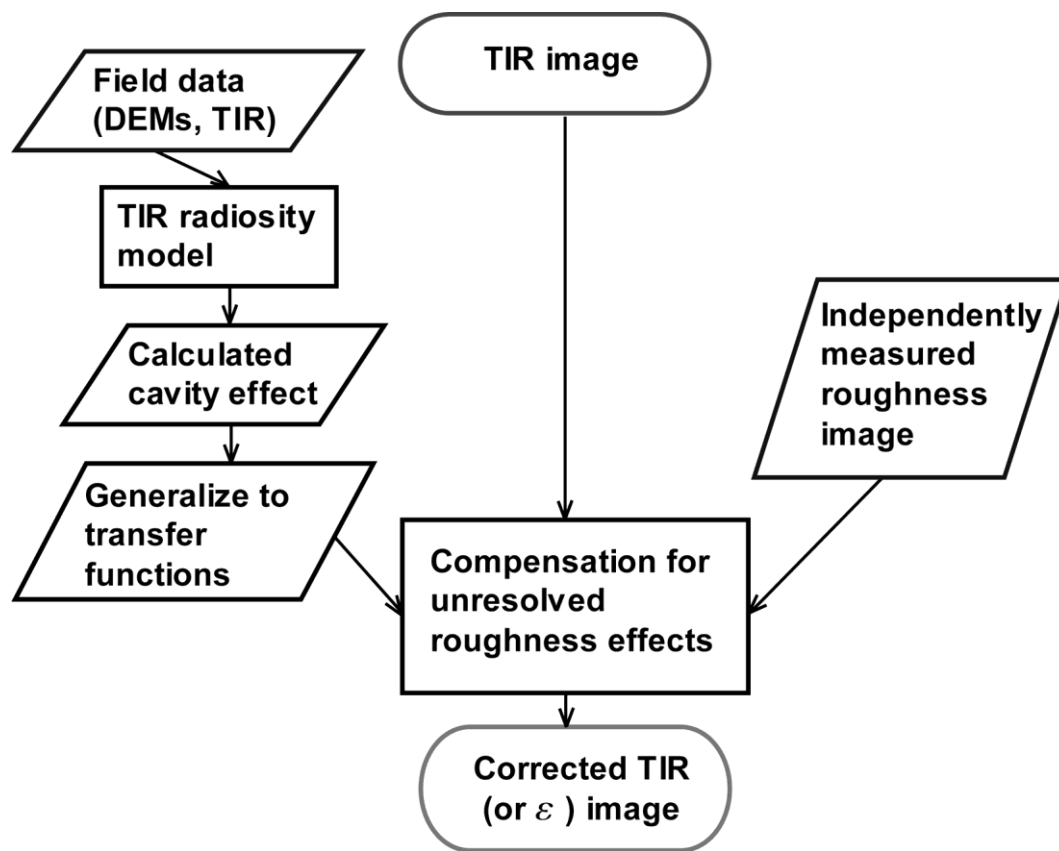 TIR image
Field data
(DEMs, TIR)
TIR radiosity
model
Calculated
cavity effect
Generalize to
transfer
functions
Independently
measured
roughness
image
Compensation for
unresolved
roughness effects
Corrected TIR
(or ε ) image